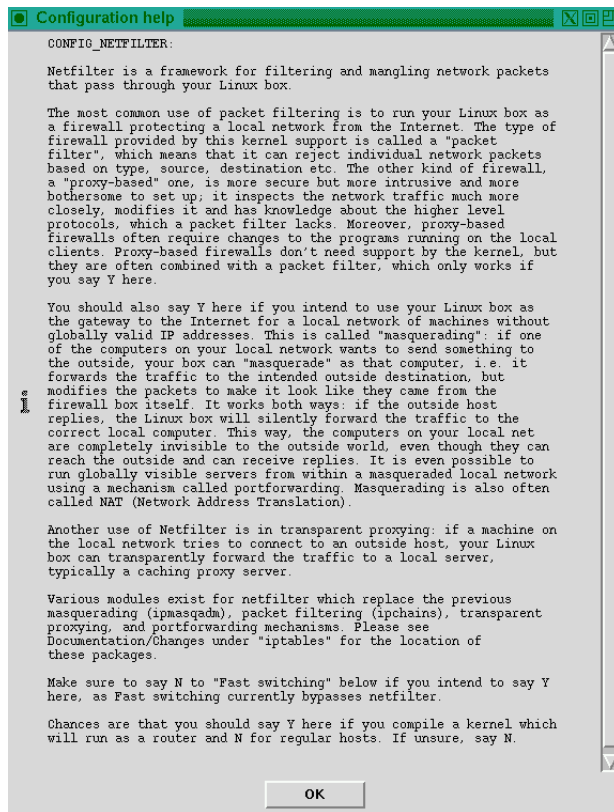 Configuration help
CONFIG_NETFILTER:
Netfilter is a framework for filtering and mangling network packets
that pass through your Linux box.
The most common use of packet filtering is to run your Linux box as
a firewall protecting a local network from the Internet. The type of
firewall provided by this kernel support is called a "packet
filter", which means that it can reject individual network packets
based on type, source, destination etc. The other kind of firewall,
a "proxy-based" one, is more secure but more intrusive and more
bothersome to set up; it inspects the network traffic much more
closely, modifies it and has knowledge about the higher level
protocols, which a packet filter lacks. Moreover, proxy-based
firewalls often require changes to the programs running on the local
clients. Proxy-based firewalls don't need support by the kernel, but
they are often combined with a packet filter, which only works if
you say Y here.
You should also say Y here if you intend to use your Linux box as
the gateway to the Internet for a local network of machines without
globally valid IP addresses. This is called "masquerading": if one
of the computers on your local network wants to send something to
the outside, your box can "masquerade" as that computer, i.e. it
forwards the traffic to the intended outside destination, but
modifies the packets to make it look like they came from the
firewall box itself. It works both ways: if the outside host
replies, the Linux box will silently forward the traffic to the
correct local computer. This way, the computers on your local net
are completely invisible to the outside world, even though they can
reach the outside and can receive replies. It is even possible to
run globally visible servers from within a masqueraded local network
using a mechanism called portforwarding. Masquerading is also often
called NAT (Network Address Translation).
Another use of Netfilter is in transparent proxying: if a machine on
the local network tries to connect to an outside host, your Linux
box can transparently forward the traffic to a local server,
typically a caching proxy server.
Various modules exist for netfilter which replace the previous
masquerading (ipmasqadm), packet filtering (ipchains), transparent
proxying, and portforwarding mechanisms. Please see
Documentation/Changes under "iptables" for the location of
these packages.
Make sure to say N to "Fast switching" below if you intend to say Y
here, as Fast switching currently bypasses netfilter.
Chances are that you should say Y here if you compile a kernel which
will run as a router and N for regular hosts. If unsure, say N.
OK